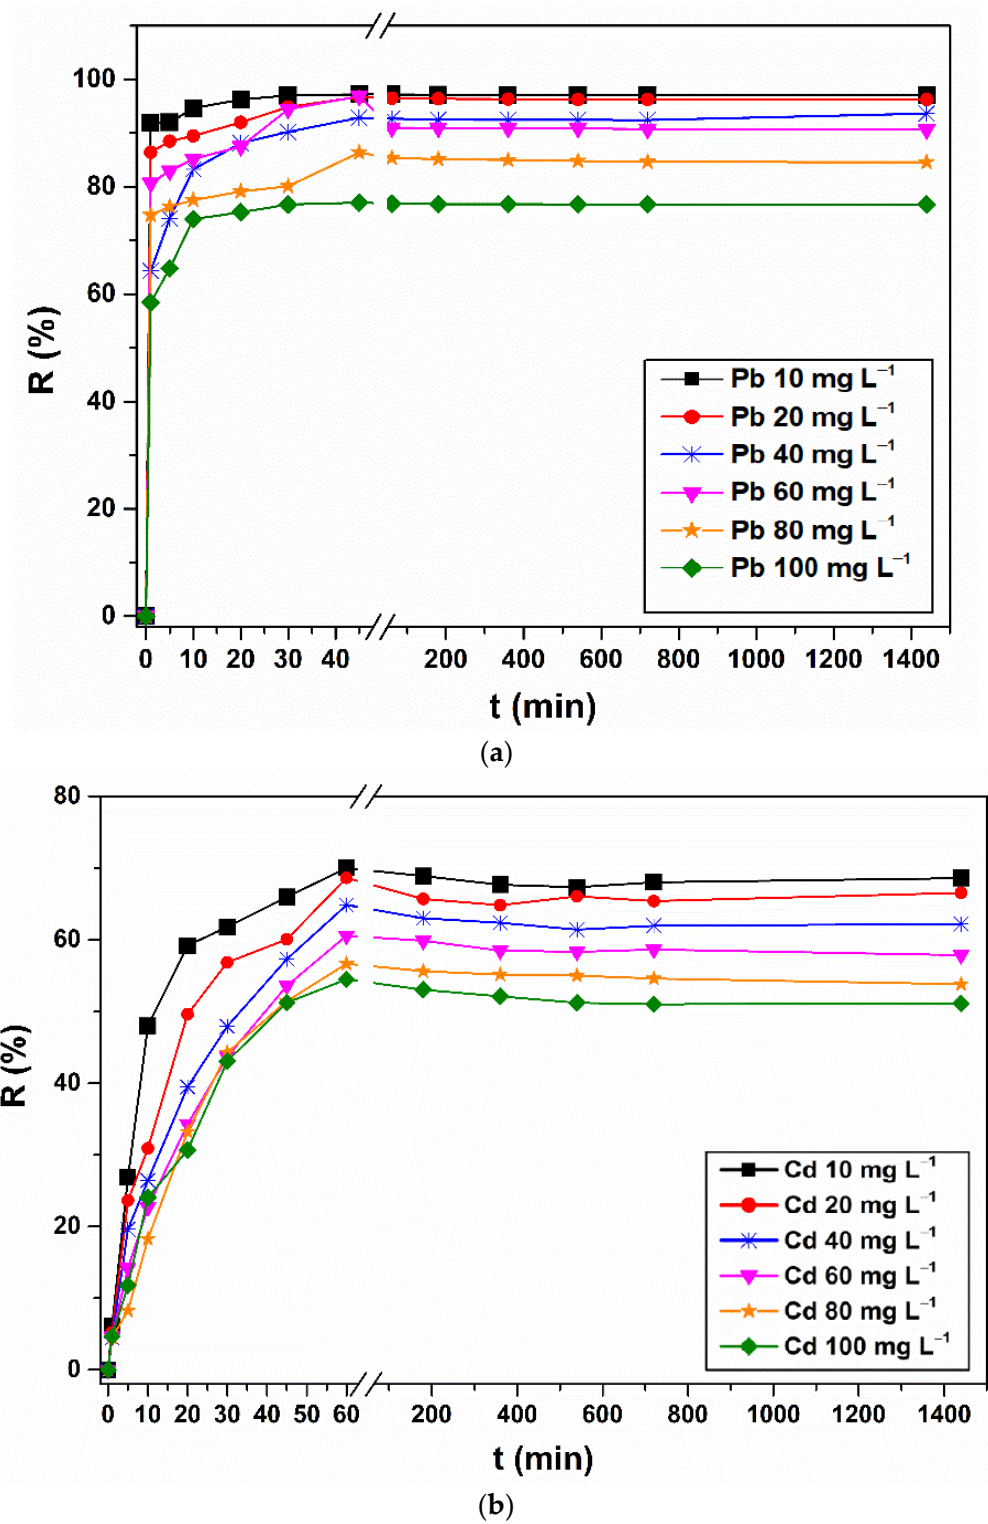 100
80
60
40
20
0
R (%)
Pb 10 mg L⁻¹
Pb 20 mg L⁻¹
Pb 40 mg L⁻¹
Pb 60 mg L⁻¹
Pb 80 mg L⁻¹
Pb 100 mg L⁻¹
0 10 20 30 40 200 400 600 800 1000 1200 1400
t (min)
(a)
80
60
40
20
0
R (%)
Cd 10 mg L⁻¹
Cd 20 mg L⁻¹
Cd 40 mg L⁻¹
Cd 60 mg L⁻¹
Cd 80 mg L⁻¹
Cd 100 mg L⁻¹
0 10 20 30 40 50 60 200 400 600 800 1000 1200 1400
t (min)
(b)